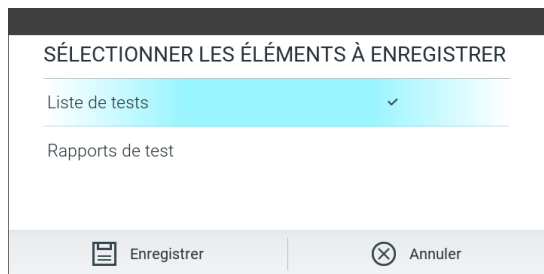 SÉLECTIONNER LES ÉLÉMENTS À ENREGISTRER
Liste de tests
Rapports de test
Enregistrer Annuler